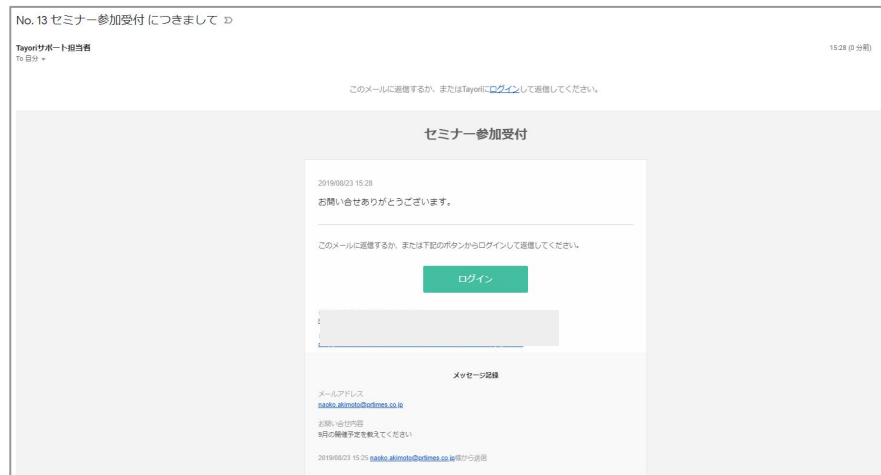 No. 13 セミナー参加受付 につきまして
Tayoriサポート担当者
15:28 (0 分前)
To 自分
このメールに返信するか、またはTayoriにログインして返信してください。
セミナー参加受付
2019/08/23 15:28
お問い合せありがとうございます。
このメールに返信するか、または下記のボタンからログインして返信してください。
ログイン
メッセージ記録
メールアドレス
naoko.akimoto@prtimes.co.jp
お問い合せ内容
9月の開催予定を教えてください
2019/08/23 15:25 naoko.akimoto@prtimes.co.jp様から送信